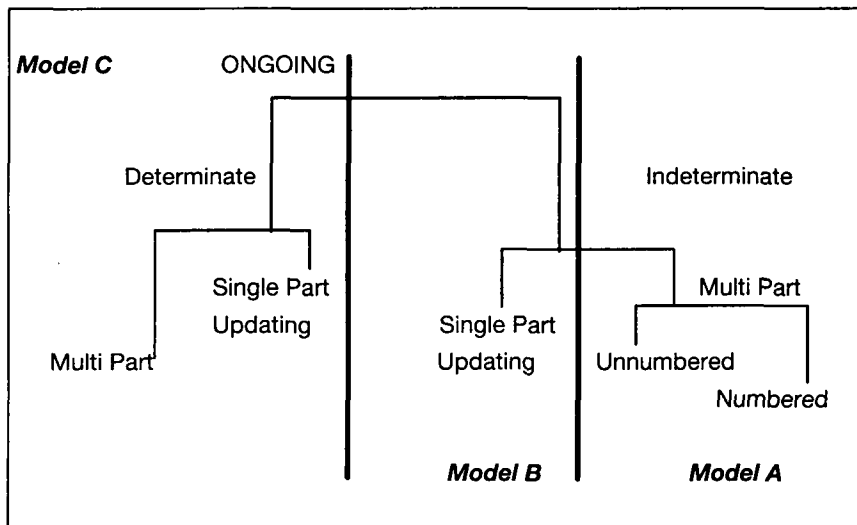 Model C ONGOING
Determinate Indeterminate
Single Part Multi Part
Updating Single Part
Multi Part Updating Unnumbered
Numbered
Model B Model A